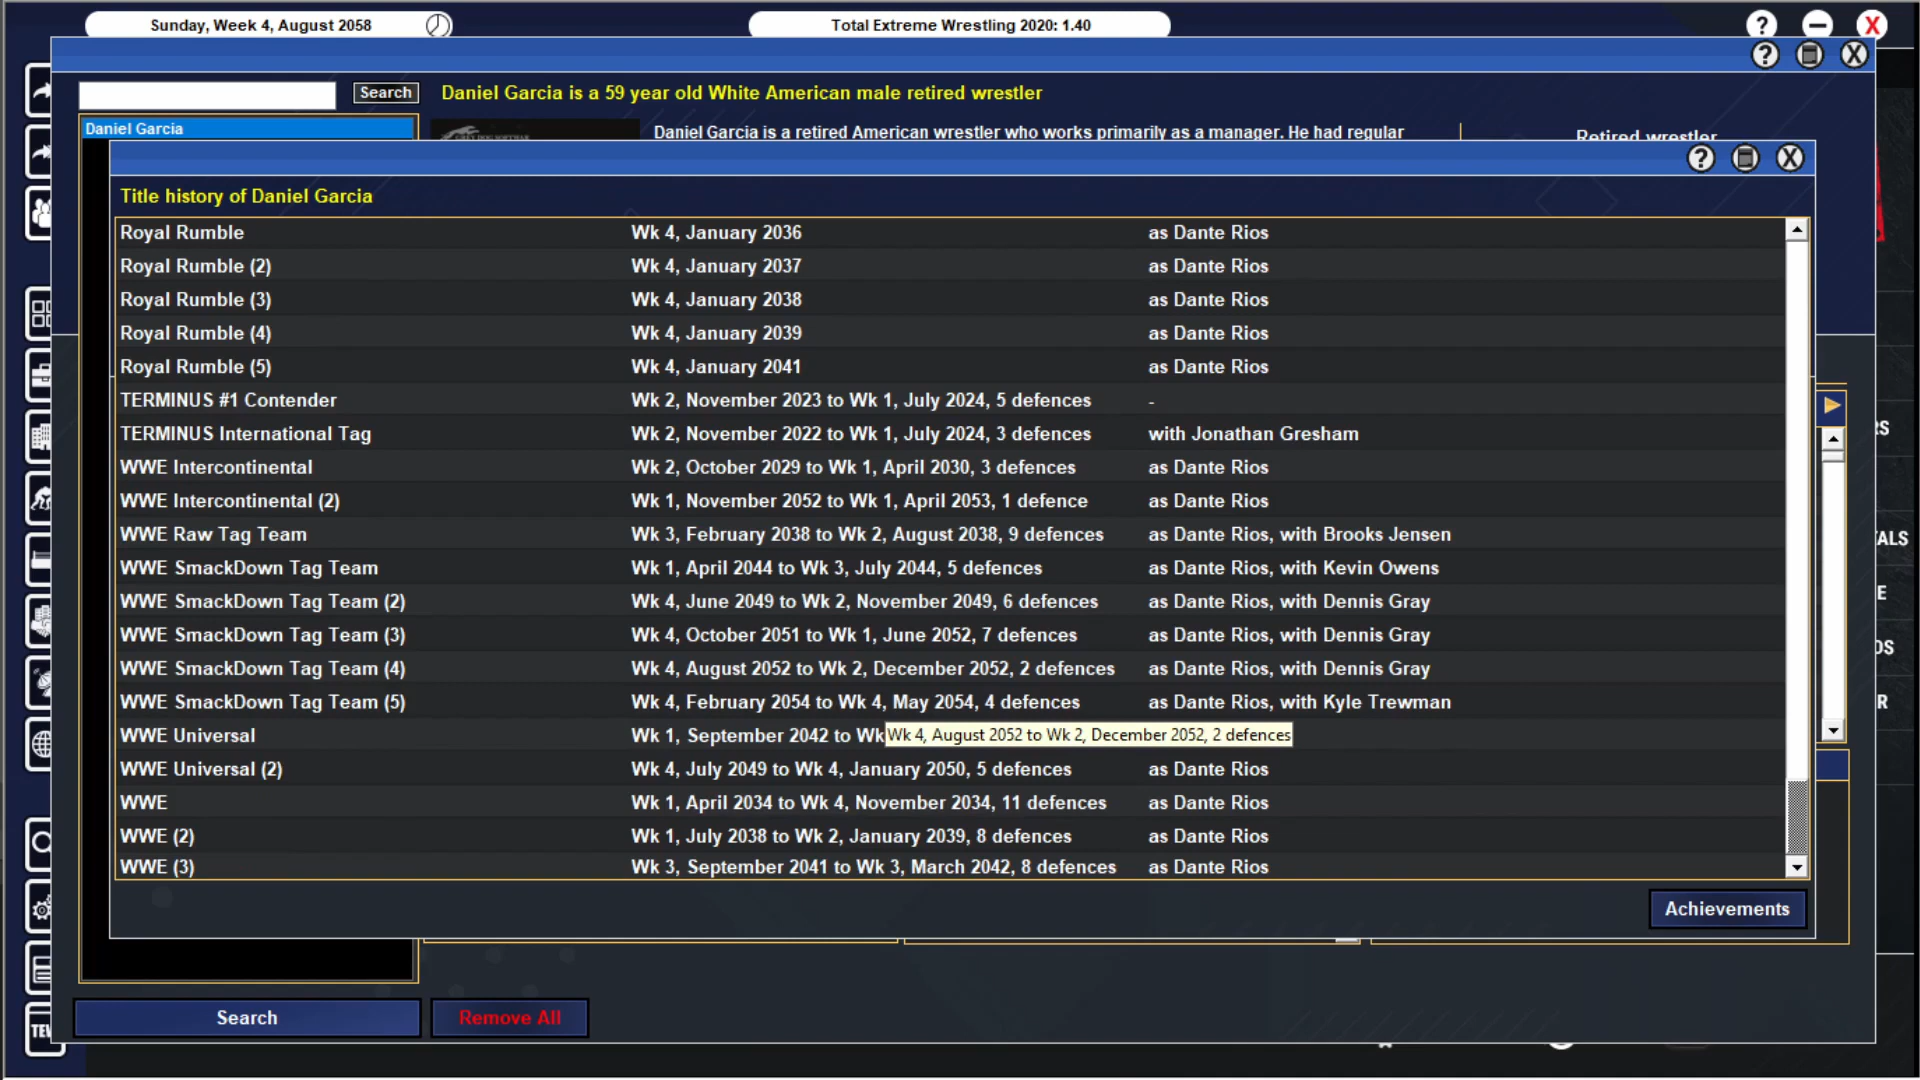 Sunday, Week 4, August 2058
Total Extreme Wrestling 2020: 1.40
Search
Daniel Garcia is a 59 year old White American male retired wrestler
Daniel Garcia
Daniel Garcia is a retired American wrestler who works primarily as a manager. He had regular
Retired wrestler
Title history of Daniel Garcia
Royal Rumble Wk 4, January 2036 as Dante Rios
Royal Rumble (2) Wk 4, January 2037 as Dante Rios
Royal Rumble (3) Wk 4, January 2038 as Dante Rios
Royal Rumble (4) Wk 4, January 2039 as Dante Rios
Royal Rumble (5) Wk 4, January 2041 as Dante Rios
TERMINUS #1 Contender Wk 2, November 2023 to Wk 1, July 2024, 5 defences -
TERMINUS International Tag Wk 2, November 2022 to Wk 1, July 2024, 3 defences with Jonathan Gresham
WWE Intercontinental Wk 2, October 2029 to Wk 1, April 2030, 3 defences as Dante Rios
WWE Intercontinental (2) Wk 1, November 2052 to Wk 1, April 2053, 1 defence as Dante Rios
WWE Raw Tag Team Wk 3, February 2038 to Wk 2, August 2038, 9 defences as Dante Rios, with Brooks Jensen
WWE SmackDown Tag Team Wk 1, April 2044 to Wk 3, July 2044, 5 defences as Dante Rios, with Kevin Owens
WWE SmackDown Tag Team (2) Wk 4, June 2049 to Wk 2, November 2049, 6 defences as Dante Rios, with Dennis Gray
WWE SmackDown Tag Team (3) Wk 4, October 2051 to Wk 1, June 2052, 7 defences as Dante Rios, with Dennis Gray
WWE SmackDown Tag Team (4) Wk 4, August 2052 to Wk 2, December 2052, 2 defences as Dante Rios, with Dennis Gray
WWE SmackDown Tag Team (5) Wk 4, February 2054 to Wk 4, May 2054, 4 defences as Dante Rios, with Kyle Trewman
WWE Universal Wk 1, September 2042 to Wk Wk 4, August 2052 to Wk 2, December 2052, 2 defences
WWE Universal (2) Wk 4, July 2049 to Wk 4, January 2050, 5 defences as Dante Rios
WWE Wk 1, April 2034 to Wk 4, November 2034, 11 defences as Dante Rios
WWE (2) Wk 1, July 2038 to Wk 2, January 2039, 8 defences as Dante Rios
WWE (3) Wk 3, September 2041 to Wk 3, March 2042, 8 defences as Dante Rios
Achievements
Search
Remove All